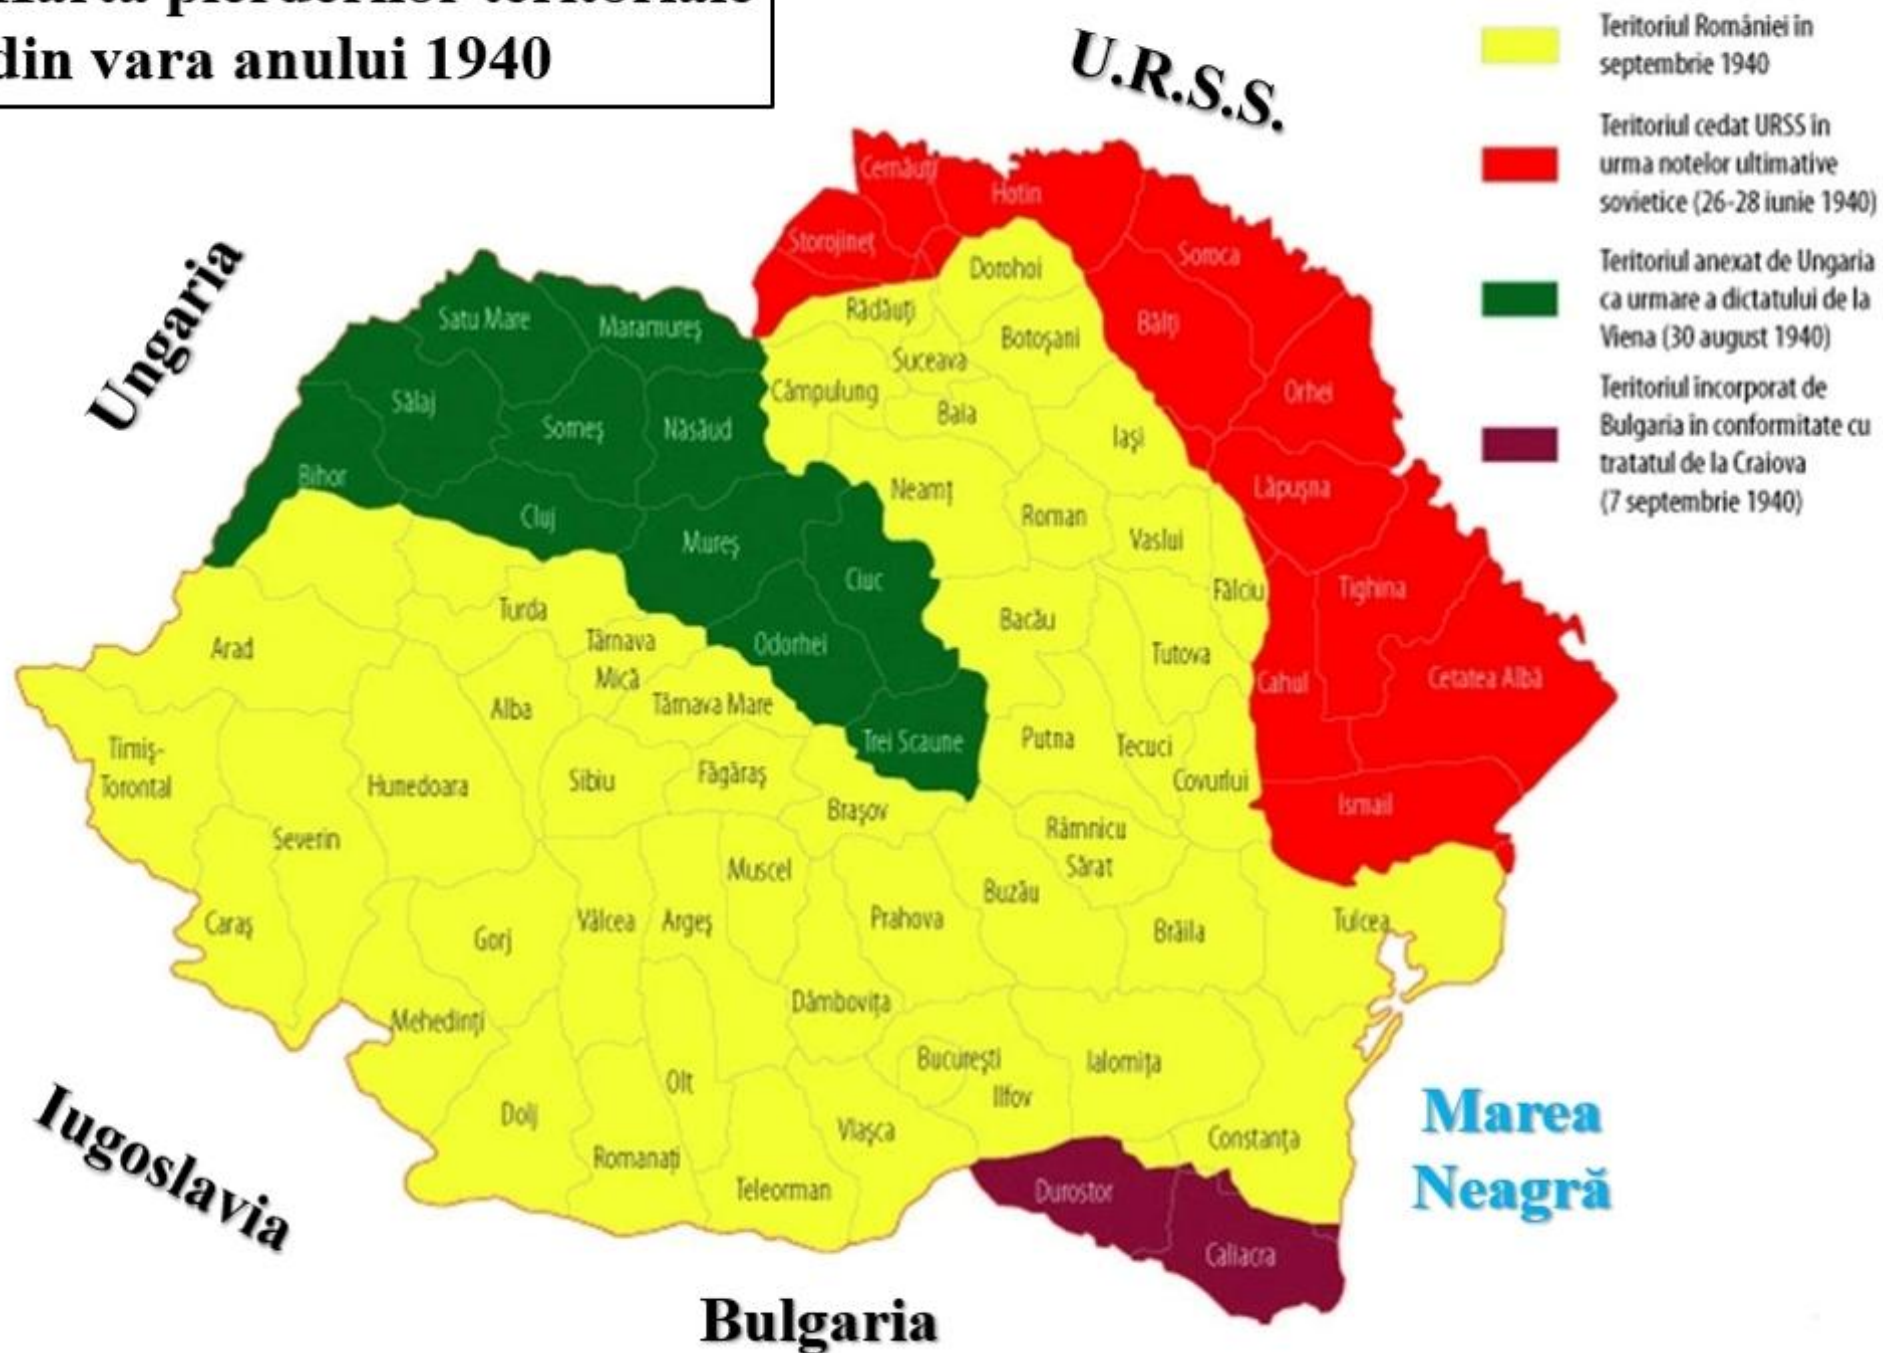 Harta pierderilor teritoriale
din vara anului 1940
U.R.S.S.
Teritoriul României în
septembrie 1940
Teritoriul cedat URSS în
urma notelor ultimative
sovietice (26-28 iunie 1940)
Teritoriul anexat de Ungaria
ca urmare a dictatului de la
Viena (30 august 1940)
Teritoriul încorporat de
Bulgaria în conformitate cu
tratatul de la Craiova
(7 septembrie 1940)
Ungaria
Cernăuţi
Hotin
Storojineţ
Soroca
Dorohoi
Rădăuţi
Satu Mare
Maramureş
Botoşani
Bălţi
Suceava
Câmpulung
Orhei
Sălaj
Baia
Someş
Năsăud
Iaşi
Bihor
Neamţ
Lăpuşna
Cluj
Roman
Mureş
Vaslui
Ciuc
Fălciu
Tighina
Turda
Bacău
Târnava
Mică
Arad
Odorhei
Tutova
Cahul
Cetatea Albă
Alba
Târnava Mare
Trei Scaune
Putna
Tecuci
Timiş-
Torontal
Hunedoara
Sibiu
Făgăraş
Covurlui
Braşov
Ismail
Severin
Râmnicu
Sărat
Muscel
Buzău
Caraş
Gorj
Vâlcea
Argeş
Prahova
Brăila
Tulcea
Mehedinţi
Dâmboviţa
Bucureşti
Ilfov
Ialomiţa
Olt
Dolj
Vlaşca
Constanţa
Romanaţi
Teleorman
Durostor
Caliacra
Marea
Neagră
Iugoslavia
Bulgaria